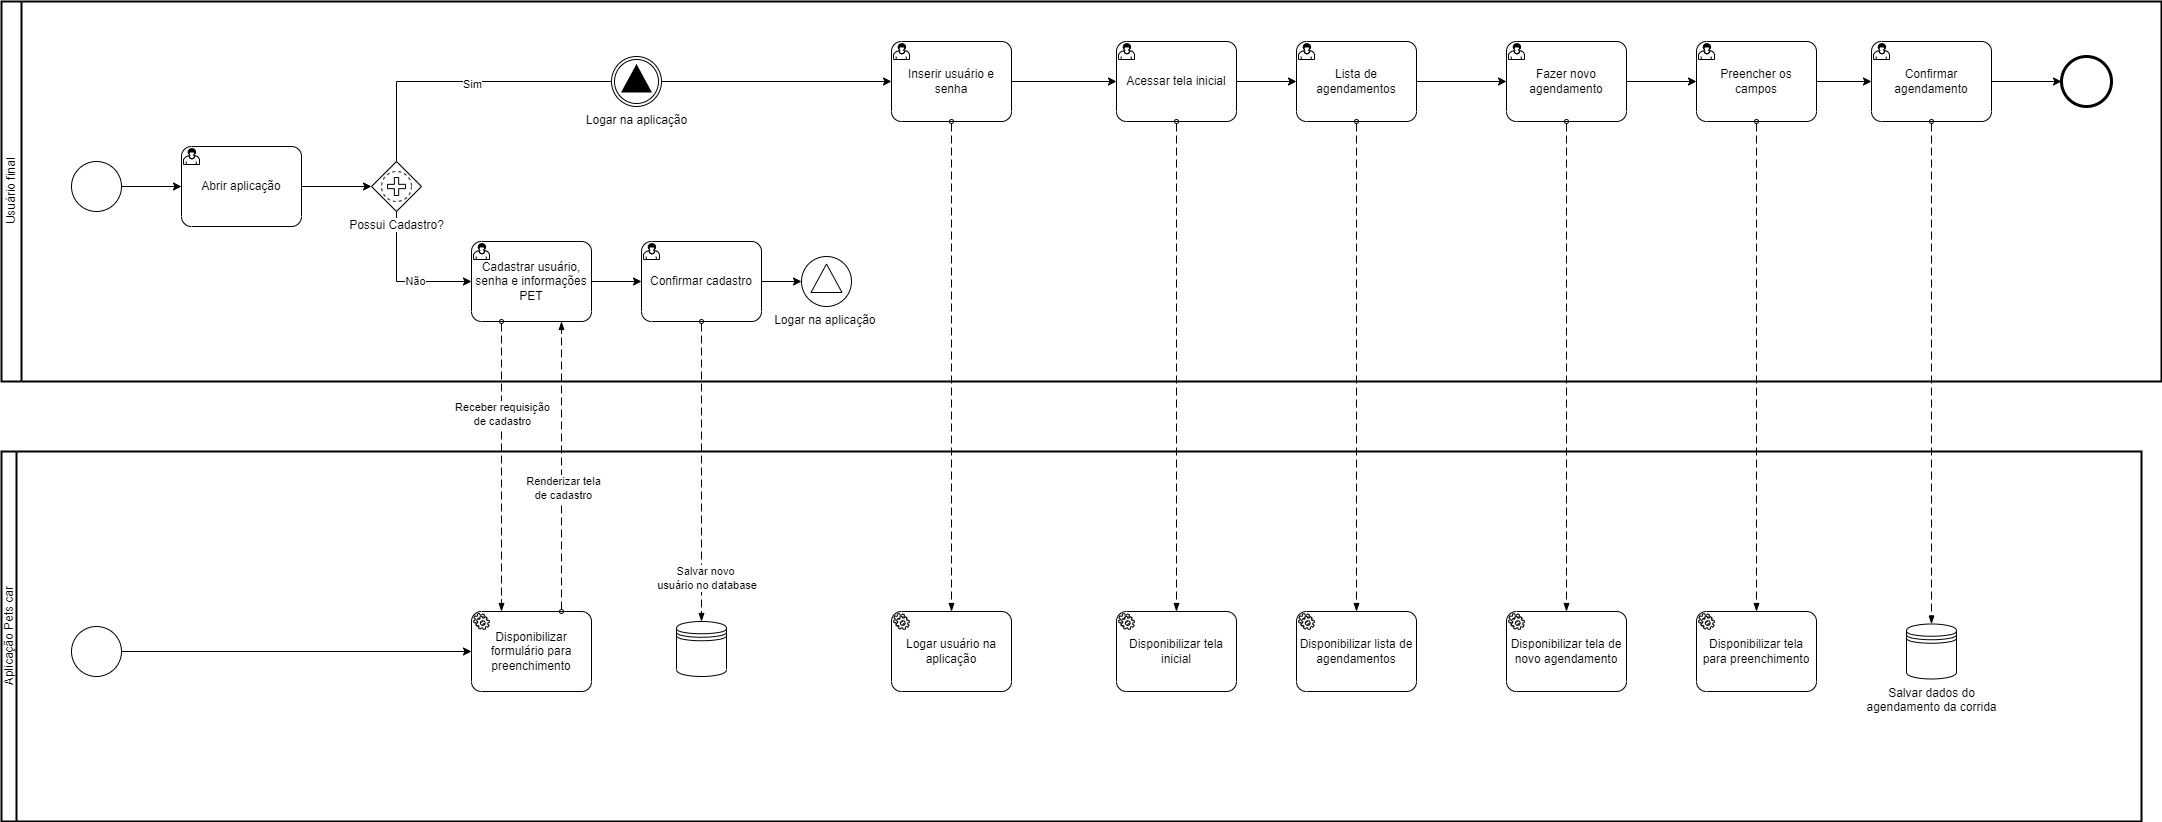 Usuário final
Sim
Logar na aplicação
Inserir usuário e
senha
Acessar tela inicial
Lista de
agendamentos
Fazer novo
agendamento
Preencher os
campos
Confirmar
agendamento
Abrir aplicação
Possui Cadastro?
Não
Cadastrar usuário,
senha e informações
PET
Confirmar cadastro
Logar na aplicação
Receber requisição
de cadastro
Renderizar tela
de cadastro
Salvar novo
usuário no database
Aplicação Pets car
Disponibilizar
formulário para
preenchimento
Logar usuário na
aplicação
Disponibilizar tela
inicial
Disponibilizar lista de
agendamentos
Disponibilizar tela de
novo agendamento
Disponibilizar tela
para preenchimento
Salvar dados do
agendamento da corrida